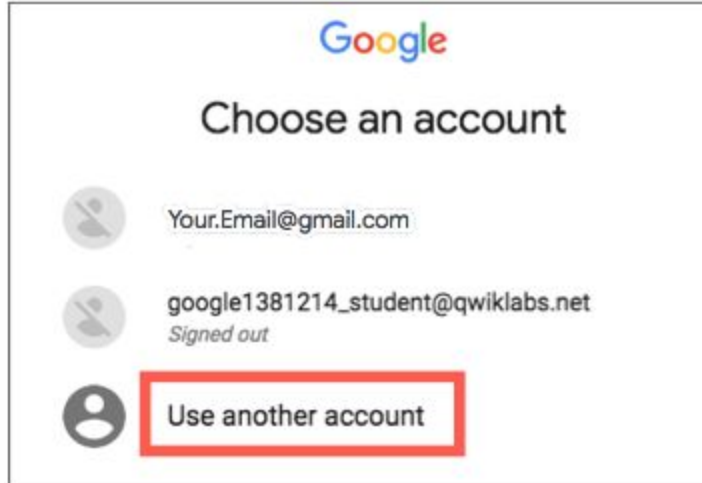 Google
Choose an account
Your.Email@gmail.com
google1381214_student@qwiklabs.net
Signed out
Use another account